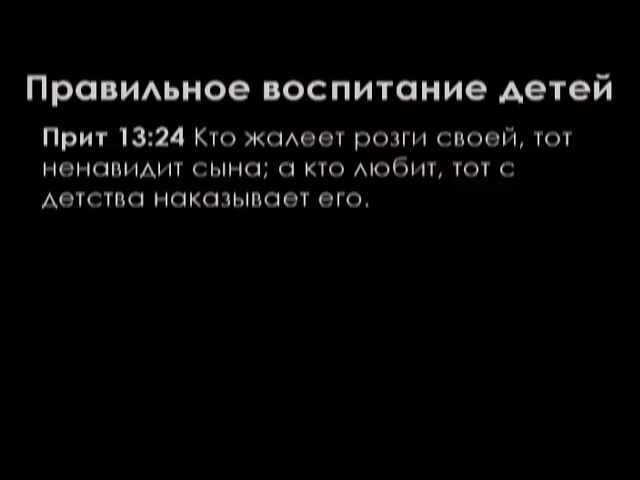 Правильное воспитание детей
Прит 13:24 Кто жалеет розги своей, тот
ненавидит сына; а кто любит, тот с
детства наказывает его.